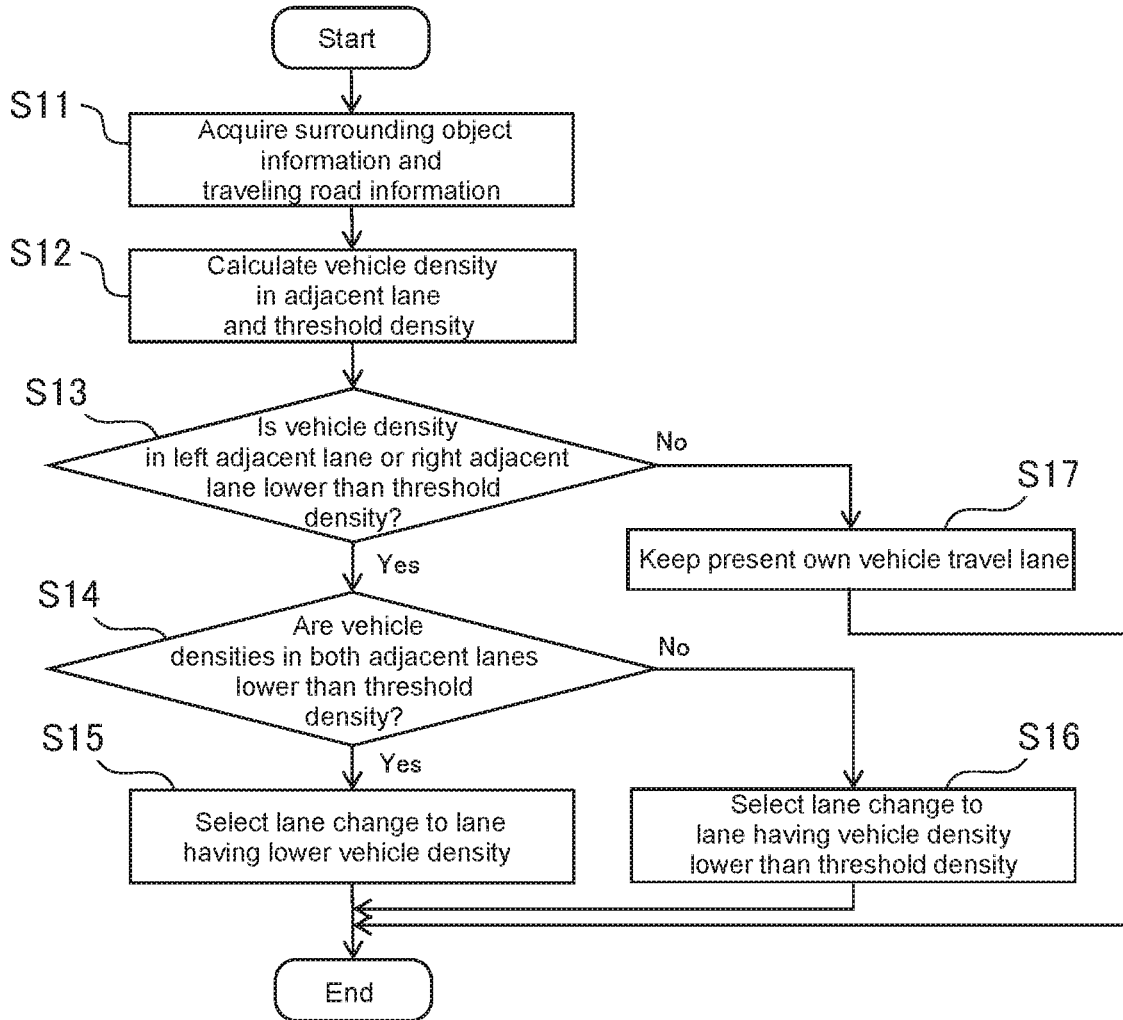 Start
S11
Acquire surrounding object
information and
traveling road information
S12
Calculate vehicle density
in adjacent lane
and threshold density
S13
Is vehicle density
in left adjacent lane or right adjacent
lane lower than threshold
density?
No
S17
Keep present own vehicle travel lane
Yes
S14
Are vehicle
densities in both adjacent lanes
lower than threshold
density?
No
S15
Yes
S16
Select lane change to lane
having lower vehicle density
Select lane change to
lane having vehicle density
lower than threshold density
End